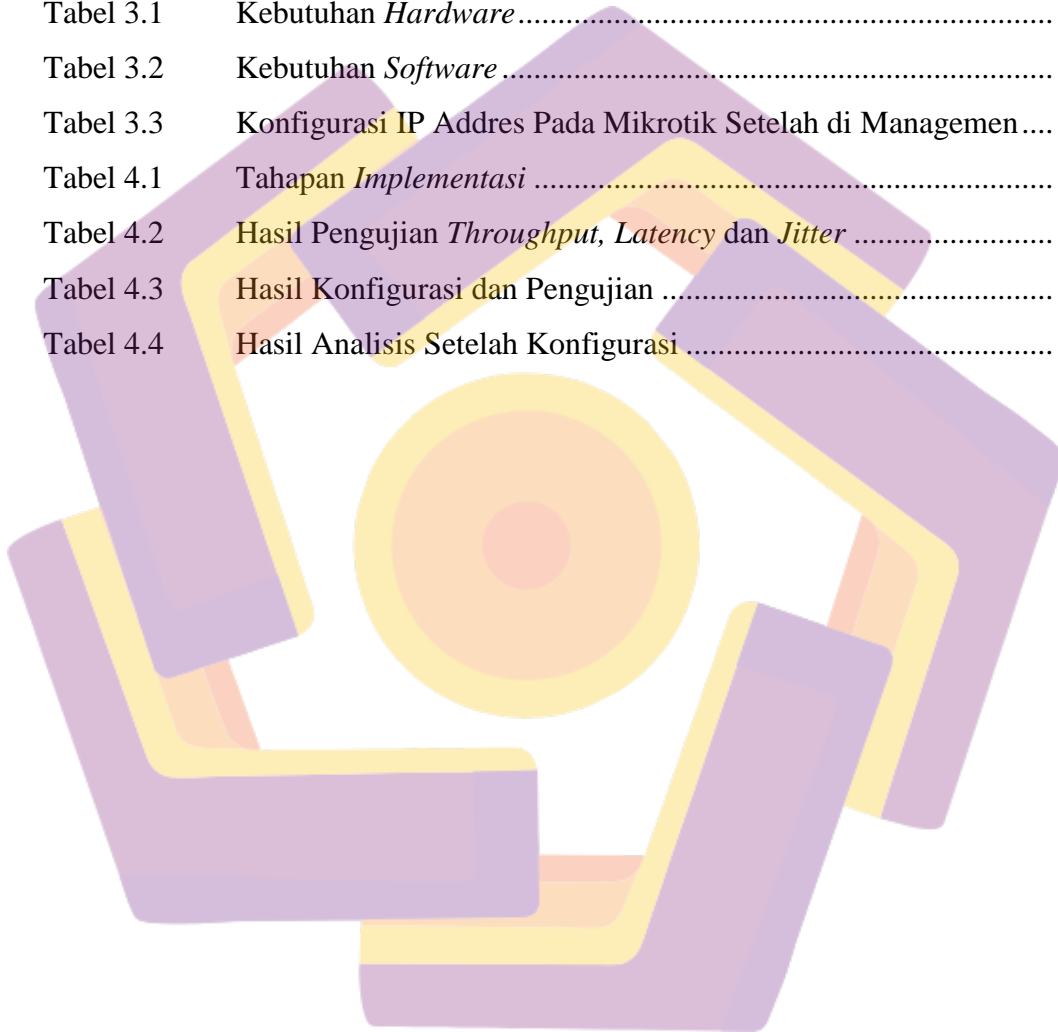 Tabel 3.1 Kebutuhan Hardware....................................................................
Tabel 3.2 Kebutuhan Software......................................................................
Tabel 3.3 Konfigurasi IP Addres Pada Mikrotik Setelah di Managemen....
Tabel 4.1 Tahapan Implementasi..................................................................
Tabel 4.2 Hasil Pengujian Throughput, Latency dan Jitter.........................
Tabel 4.3 Hasil Konfigurasi dan Pengujian.................................................
Tabel 4.4 Hasil Analisis Setelah Konfigurasi..............................................